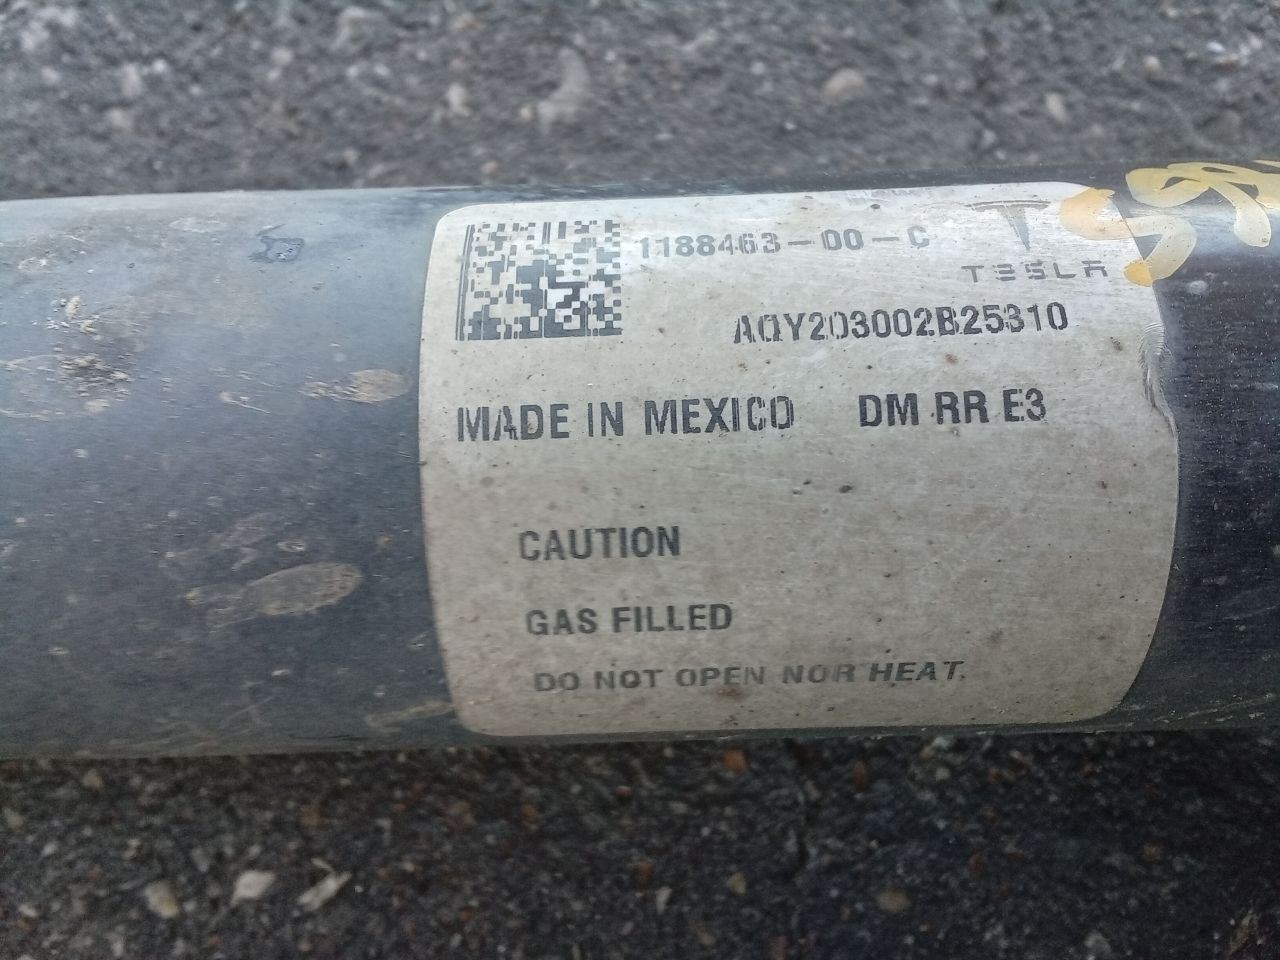 1188463-00-C
TESLA
AQY203002B25310
MADE IN MEXICO DM RR E3
CAUTION
GAS FILLED
DO NOT OPEN NOR HEAT.